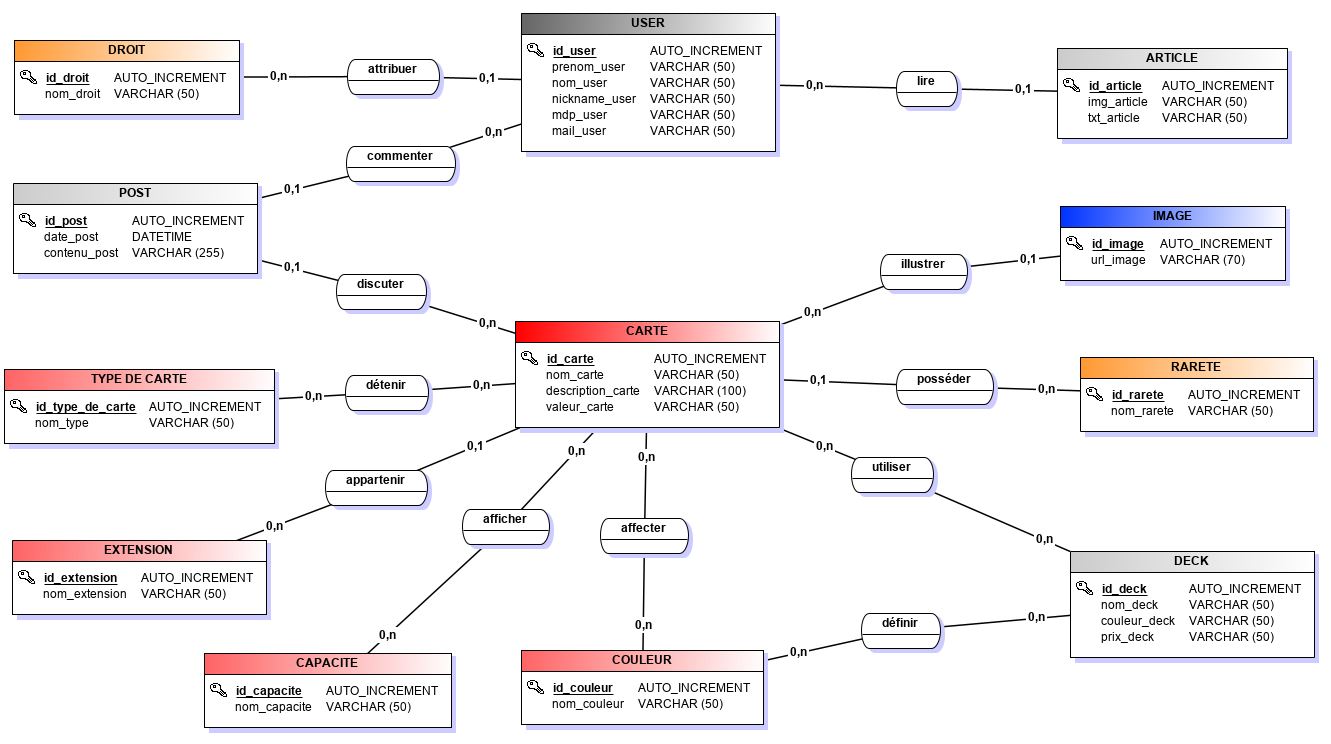 DROIT
id_droit AUTO_INCREMENT
nom_droit VARCHAR (50)
0,n
attribuer
0,1
USER
id_user AUTO_INCREMENT
prenom_user VARCHAR (50)
nom_user VARCHAR (50)
nickname_user VARCHAR (50)
mdp_user VARCHAR (50)
mail_user VARCHAR (50)
0,n
lire
0,1
ARTICLE
id_article AUTO_INCREMENT
img_article VARCHAR (50)
txt_article VARCHAR (50)
0,n
commenter
0,1
POST
id_post AUTO_INCREMENT
date_post DATETIME
contenu_post VARCHAR (255)
0,1
discuter
0,n
IMAGE
id_image AUTO_INCREMENT
url_image VARCHAR (70)
0,1
illustrer
0,n
CARTE
id_carte AUTO_INCREMENT
nom_carte VARCHAR (50)
description_carte VARCHAR (100)
valeur_carte VARCHAR (50)
TYPE DE CARTE
id_type_de_carte AUTO_INCREMENT
nom_type VARCHAR (50)
0,n
détenir
0,n
0,1
posséder
0,n
RARETE
id_rarete AUTO_INCREMENT
nom_rarete VARCHAR (50)
0,1
appartenir
0,n
EXTENSION
id_extension AUTO_INCREMENT
nom_extension VARCHAR (50)
0,n
afficher
0,n
CAPACITE
id_capacite AUTO_INCREMENT
nom_capacite VARCHAR (50)
0,n
affecter
0,n
COULEUR
id_couleur AUTO_INCREMENT
nom_couleur VARCHAR (50)
0,n
utiliser
0,n
DECK
id_deck AUTO_INCREMENT
nom_deck VARCHAR (50)
couleur_deck VARCHAR (50)
prix_deck VARCHAR (50)
0,n
définir
0,n